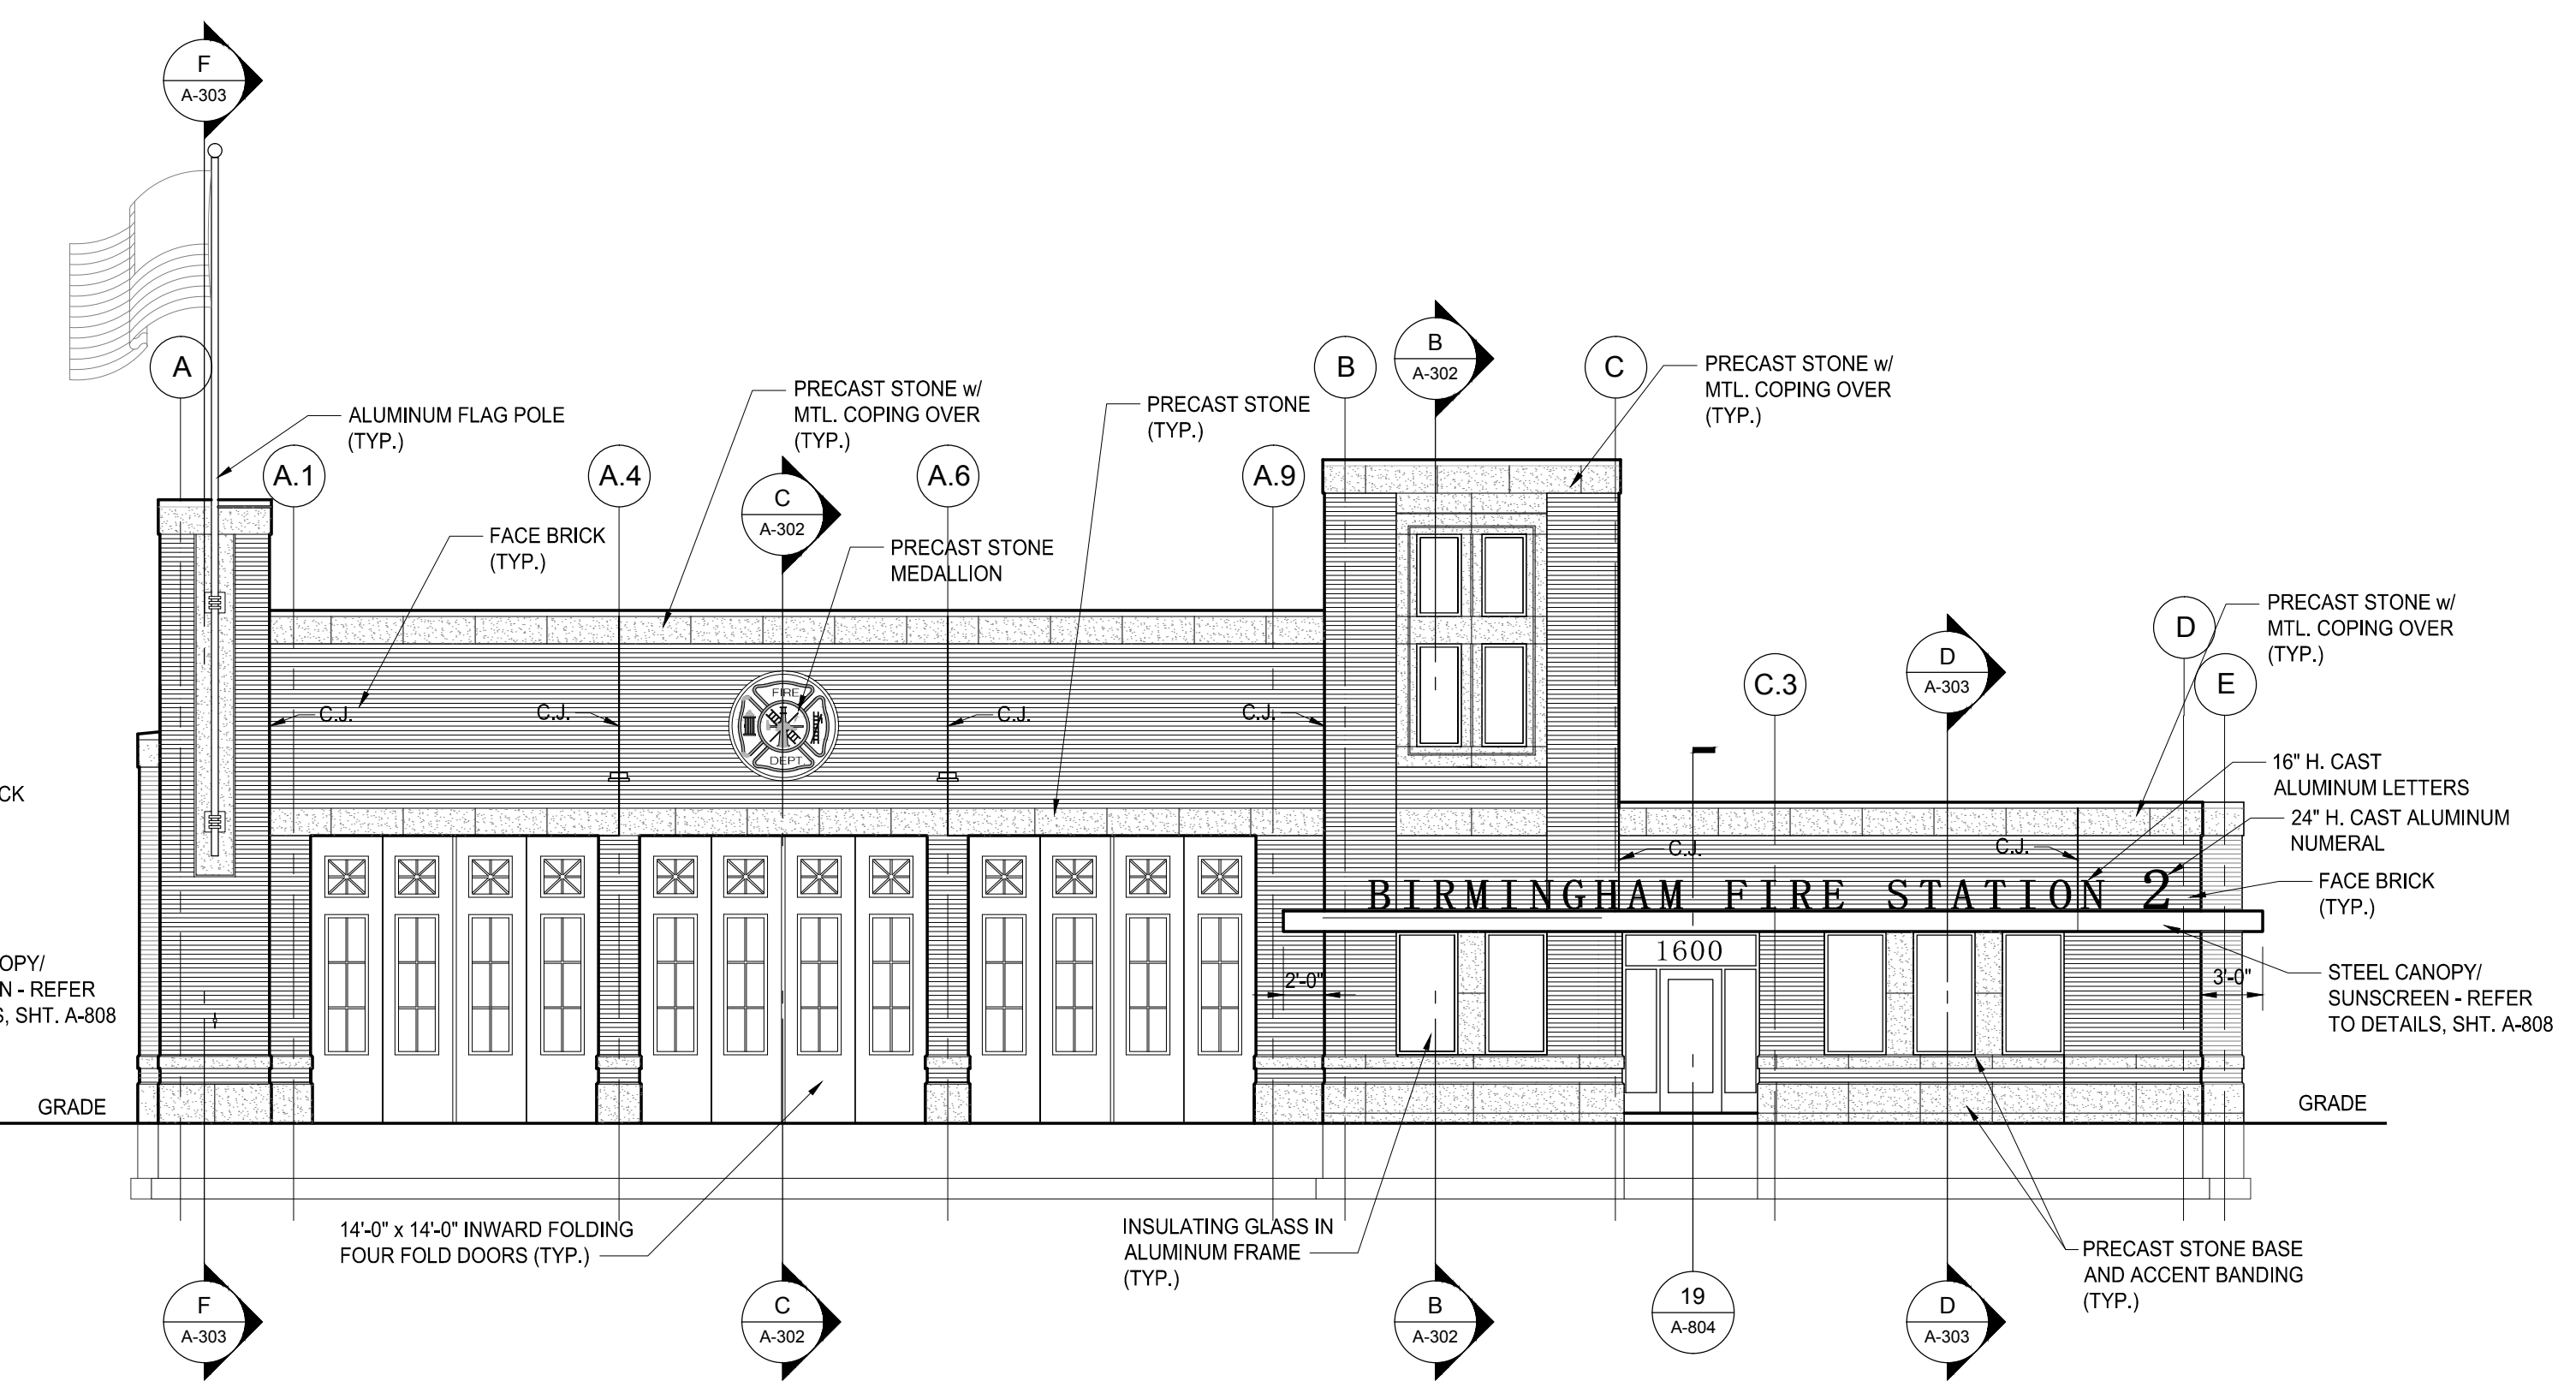 F
A-303
A
ALUMINUM FLAG POLE
(TYP.)
A.1
FACE BRICK
(TYP.)
A.4
PRECAST STONE w/
MTL. COPING OVER
(TYP.)
C
A-302
PRECAST STONE
MEDALLION
A.6
PRECAST STONE
(TYP.)
A.9
B
B
A-302
C
PRECAST STONE w/
MTL. COPING OVER
(TYP.)
C.3
D
A-303
D
E
PRECAST STONE w/
MTL. COPING OVER
(TYP.)
C.J.
C.J.
FIRE
DEPT.
C.J.
C.J.
C.J.
C.J.
16" H. CAST
ALUMINUM LETTERS
24" H. CAST ALUMINUM
NUMERAL
FACE BRICK
(TYP.)
BIRMINGHAM FIRE STATION 2
1600
2'-0"
3'-0"
STEEL CANOPY/
SUNSCREEN - REFER
TO DETAILS, SHT. A-808
CK
OPY/
N - REFER
S, SHT. A-808
GRADE
GRADE
14'-0" x 14'-0" INWARD FOLDING
FOUR FOLD DOORS (TYP.)
INSULATING GLASS IN
ALUMINUM FRAME
(TYP.)
PRECAST STONE BASE
AND ACCENT BANDING
(TYP.)
F
A-303
C
A-302
B
A-302
19
A-804
D
A-303